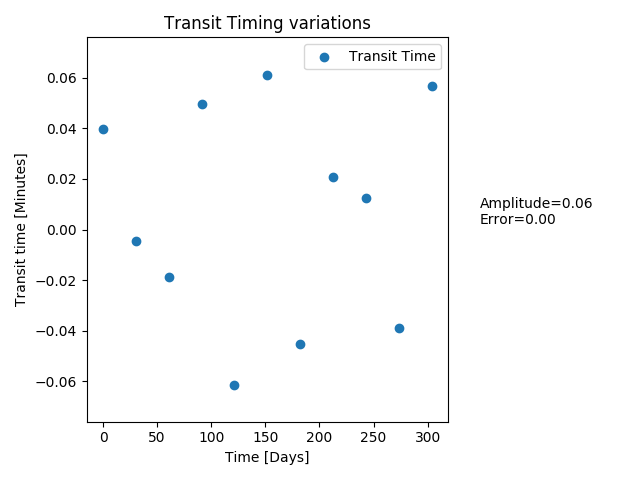 Transit Timing variations
Transit Time
0.06
0.04
0.02
0.00
−0.02
−0.04
−0.06
Transit time [Minutes]
Amplitude=0.06
Error=0.00
0 50 100 150 200 250 300
Time [Days]